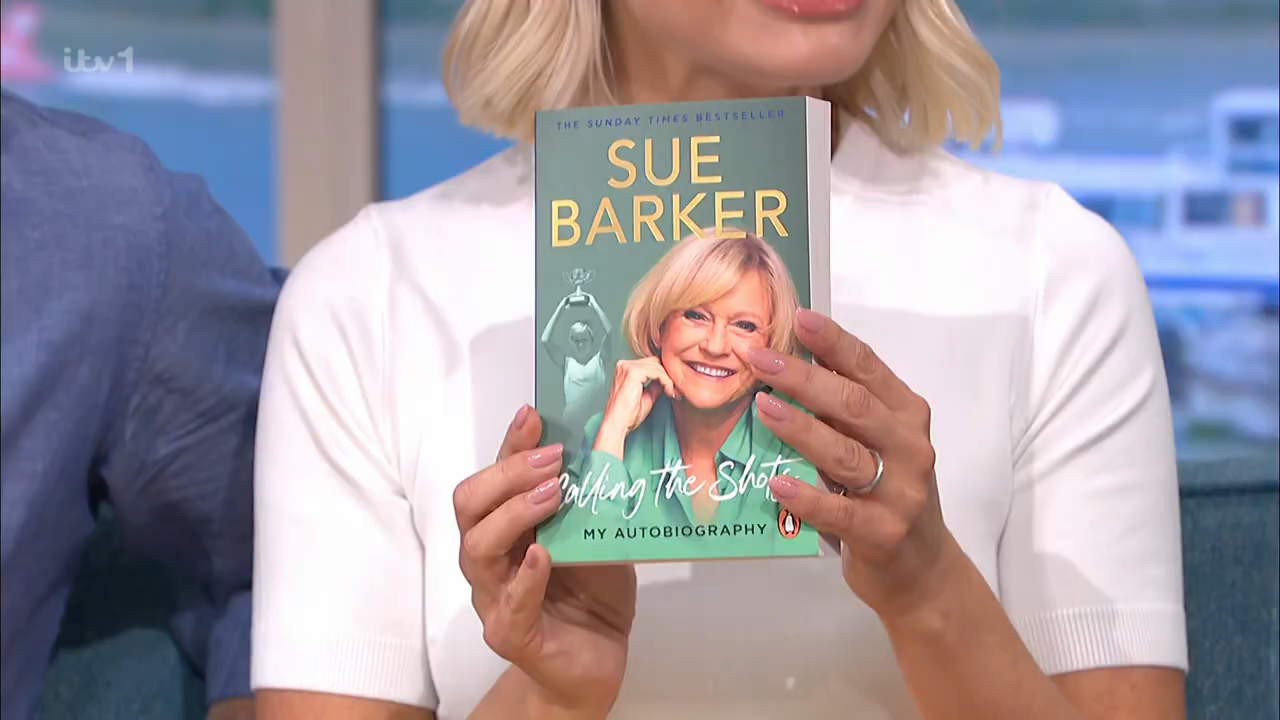 itv1
THE SUNDAY TIMES BESTSELLER
SUE
BARKER
Calling the Shots
MY AUTOBIOGRAPHY